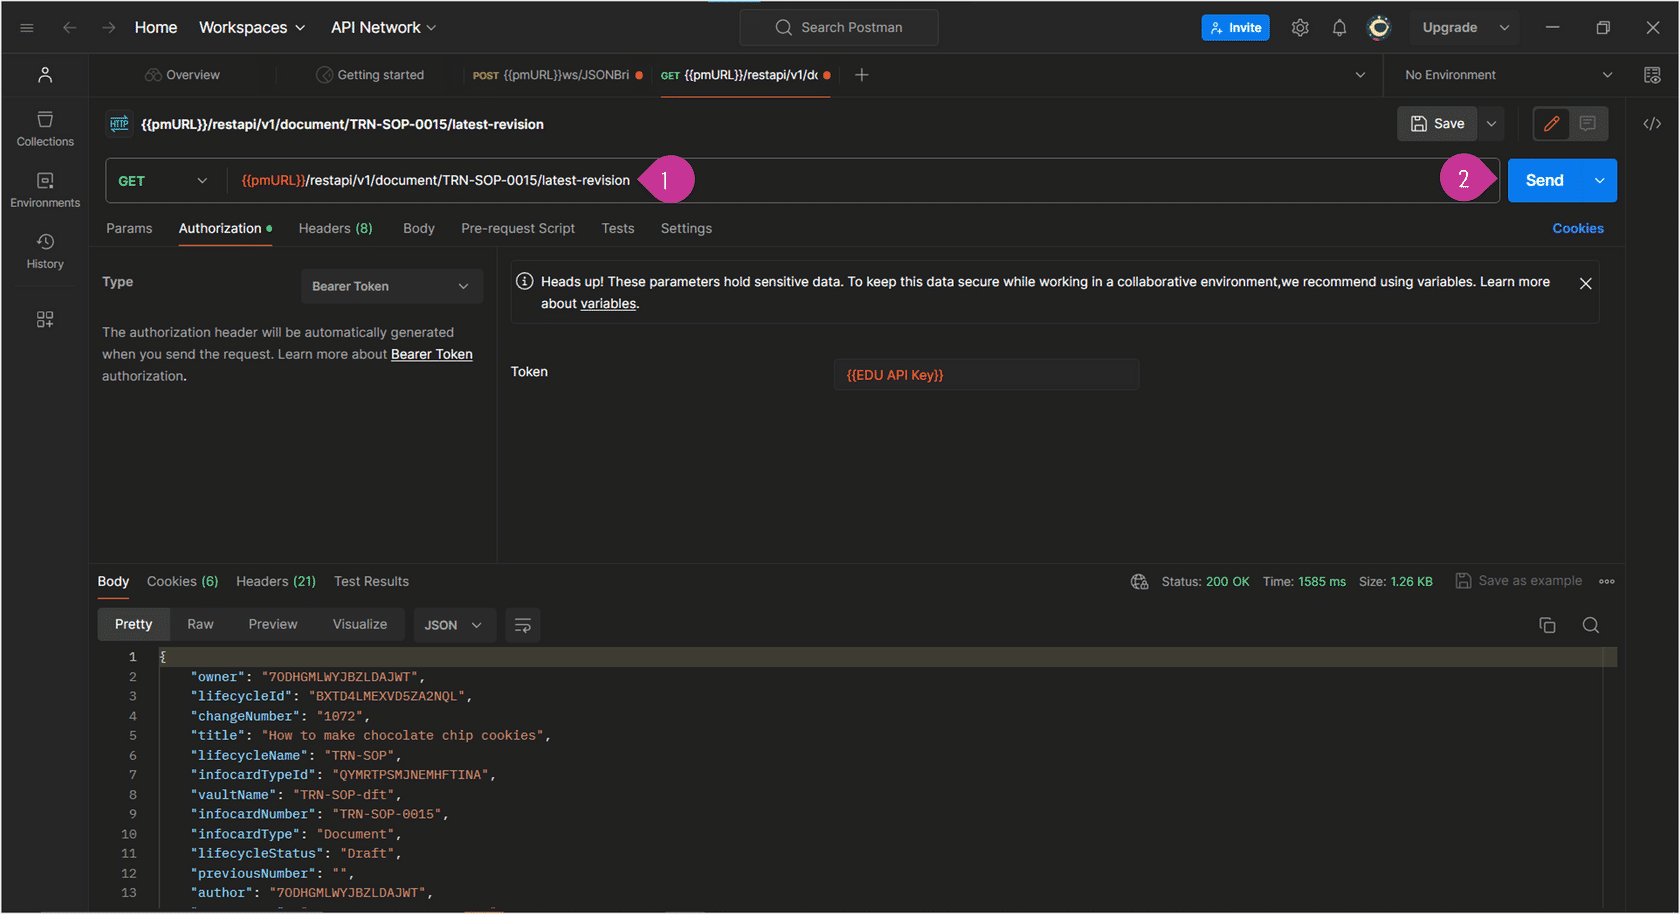 Home Workspaces API Network Search Postman Invite Upgrade
Overview Getting started POST {{pmURL}}ws/JSONBri GET {{pmURL}}/restapi/v1/dc No Environment
HTTP {{pmURL}}/restapi/v1/document/TRN-SOP-0015/latest-revision Save
Collections
GET {{pmURL}}/restapi/v1/document/TRN-SOP-0015/latest-revision 1 2 Send
Environments
Params Authorization Headers (8) Body Pre-request Script Tests Settings Cookies
History
Type Bearer Token
The authorization header will be automatically generated
when you send the request. Learn more about Bearer Token
authorization.
Heads up! These parameters hold sensitive data. To keep this data secure while working in a collaborative environment,we recommend using variables. Learn more
about variables.
Token {{EDU API Key}}
Body Cookies (6) Headers (21) Test Results Status: 200 OK Time: 1585 ms Size: 1.26 KB Save as example
Pretty Raw Preview Visualize JSON
1 {
2 "owner": "7ODHGMLWYJBZLDAJWT",
3 "lifecycleId": "BXTD4LMEXVD5ZA2NQL",
4 "changeNumber": "1072",
5 "title": "How to make chocolate chip cookies",
6 "lifecycleName": "TRN-SOP",
7 "infocardTypeId": "QYMRTPSMJNEMHFTINA",
8 "vaultName": "TRN-SOP-dft",
9 "infocardNumber": "TRN-SOP-0015",
10 "infocardType": "Document",
11 "lifecycleStatus": "Draft",
12 "previousNumber": "",
13 "author": "7ODHGMLWYJBZLDAJWT",